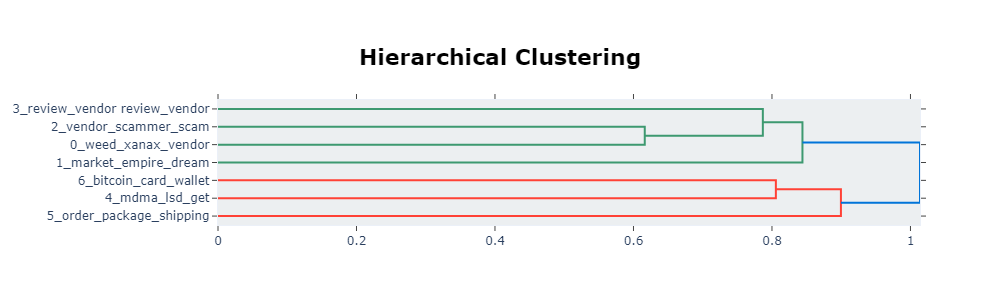 Hierarchical Clustering
3_review_vendor review_vendor
2_vendor_scammer_scam
0_weed_xanax_vendor
1_market_empire_dream
6_bitcoin_card_wallet
4_mdma_lsd_get
5_order_package_shipping
0 0.2 0.4 0.6 0.8 1